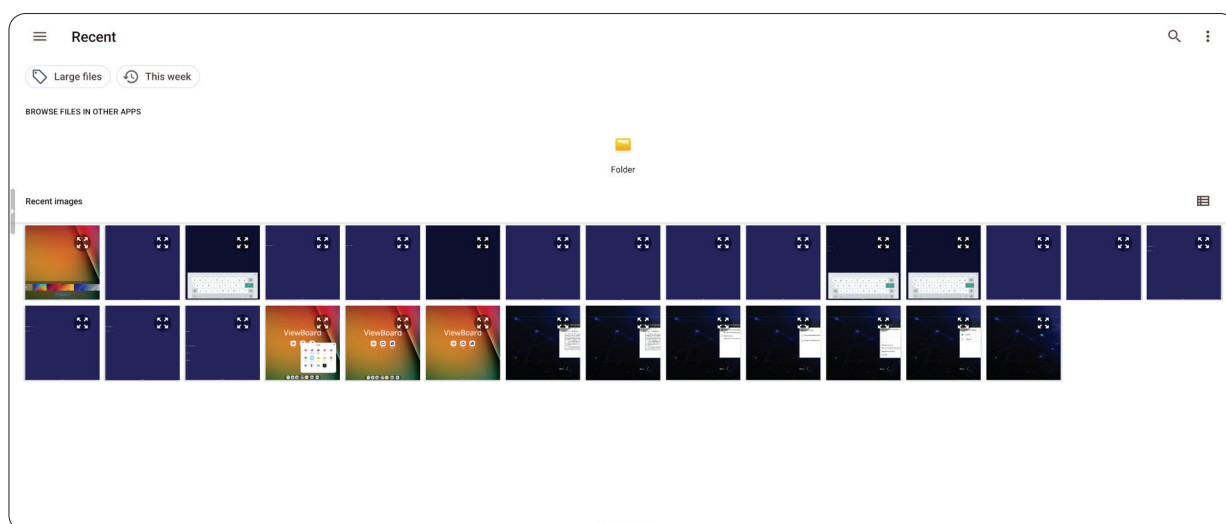 Recent
Large files
This week
BROWSE FILES IN OTHER APPS
Folder
Recent images
ViewBoard
ViewBoard
ViewBoard